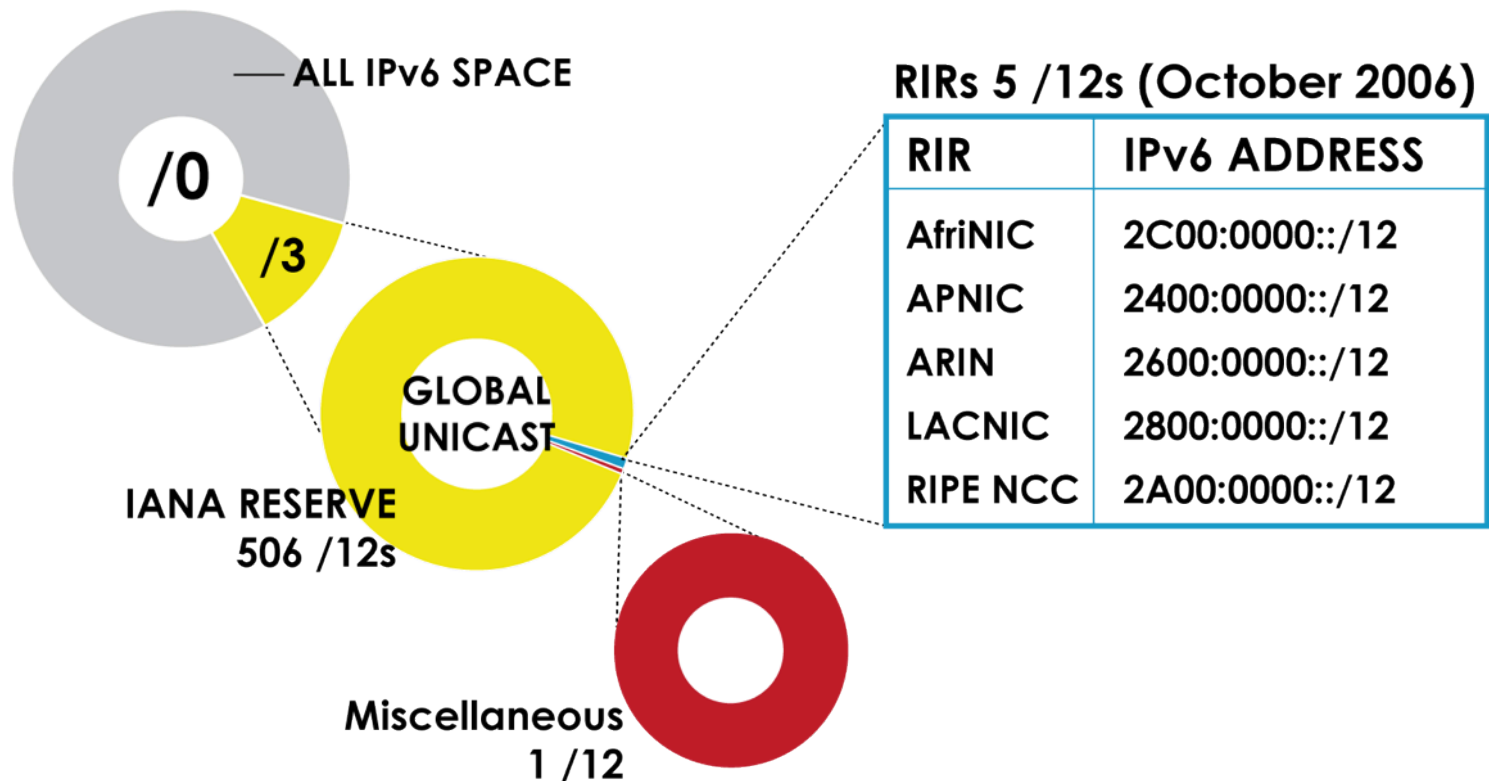 ALL IPv6 SPACE
/0
/3
GLOBAL
UNICAST
IANA RESERVE
506 /12s
Miscellaneous
1 /12
RIRs 5 /12s (October 2006)
RIR IPv6 ADDRESS
AfriNIC 2C00:0000::/12
APNIC 2400:0000::/12
ARIN 2600:0000::/12
LACNIC 2800:0000::/12
RIPE NCC 2A00:0000::/12